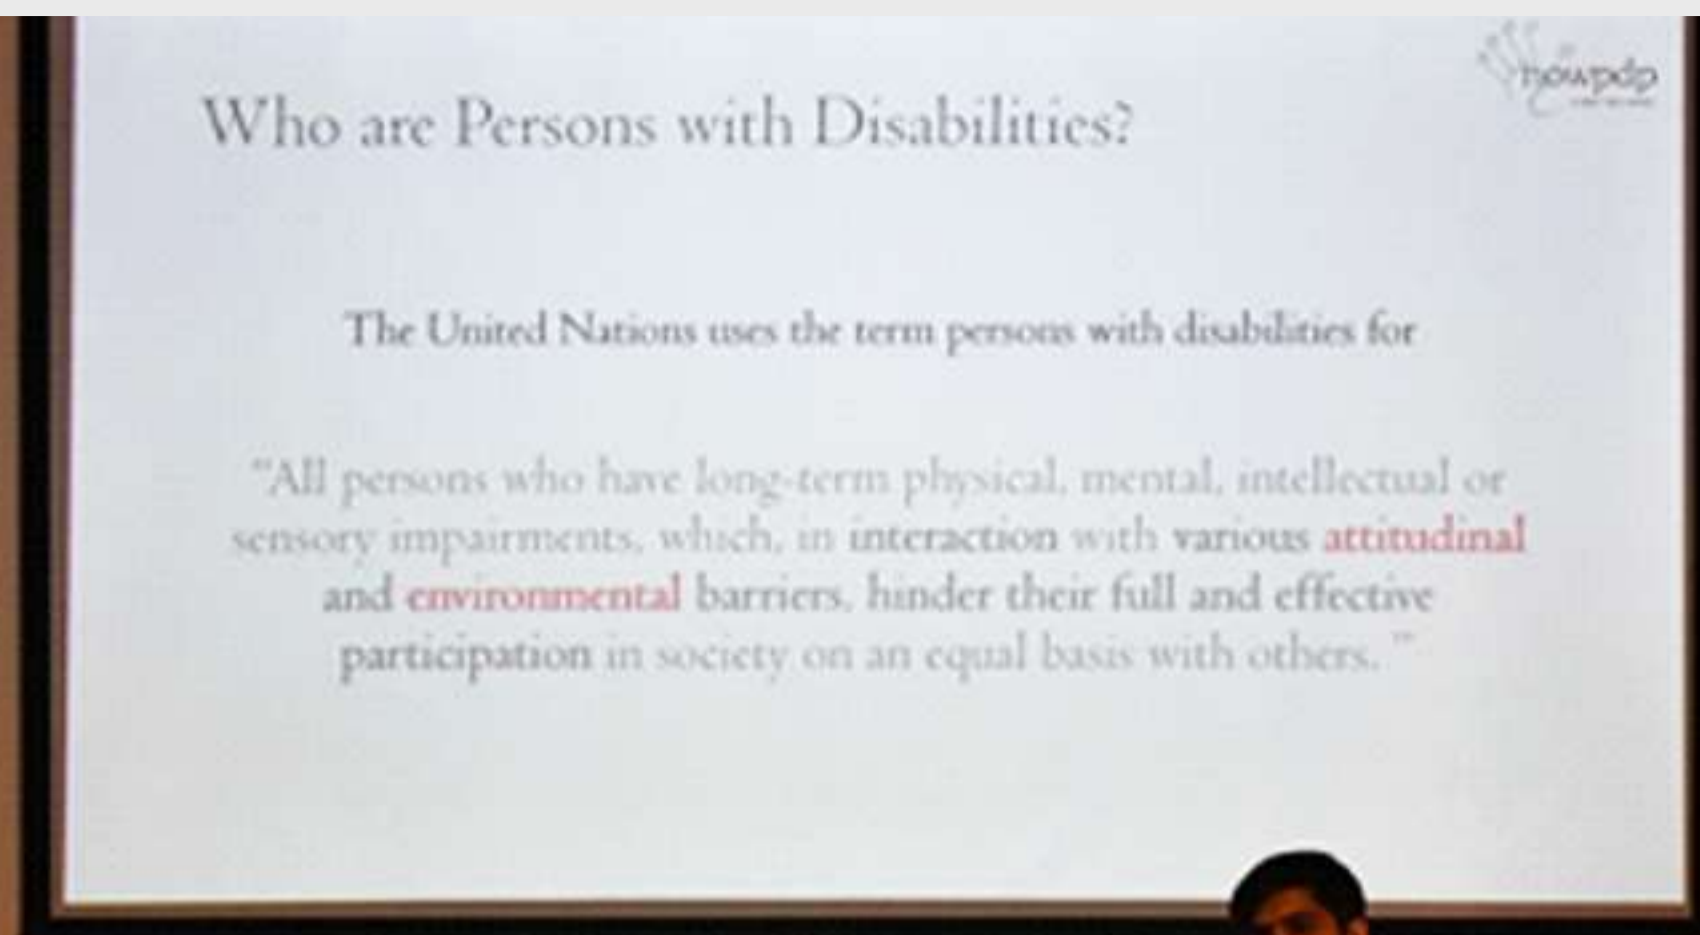 nowpdp
Who are Persons with Disabilities?
The United Nations uses the term persons with disabilities for
"All persons who have long-term physical, mental, intellectual or
sensory impairments, which, in interaction with various attitudinal
and environmental barriers, hinder their full and effective
participation in society on an equal basis with others. "